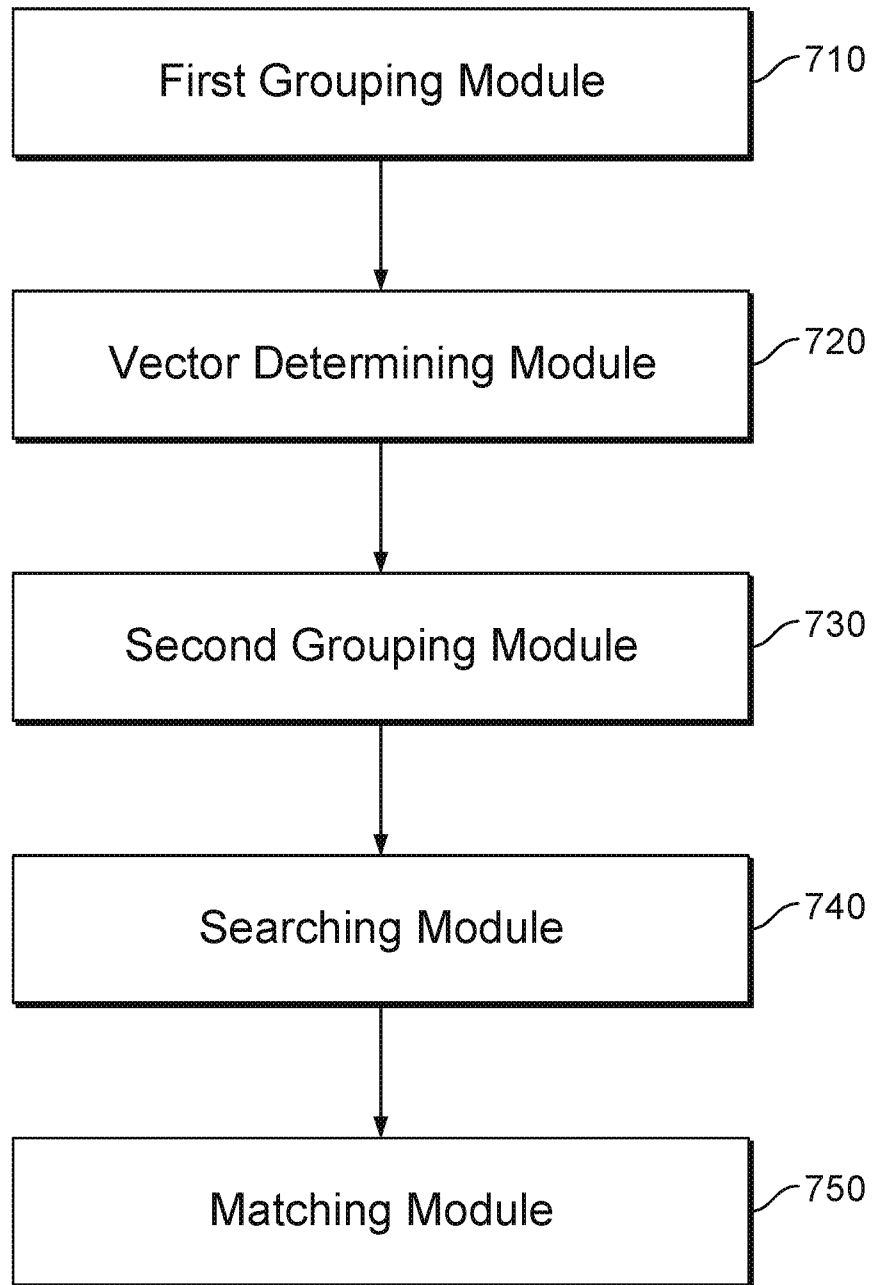 First Grouping Module
710
Vector Determining Module
720
Second Grouping Module
730
Searching Module
740
Matching Module
750